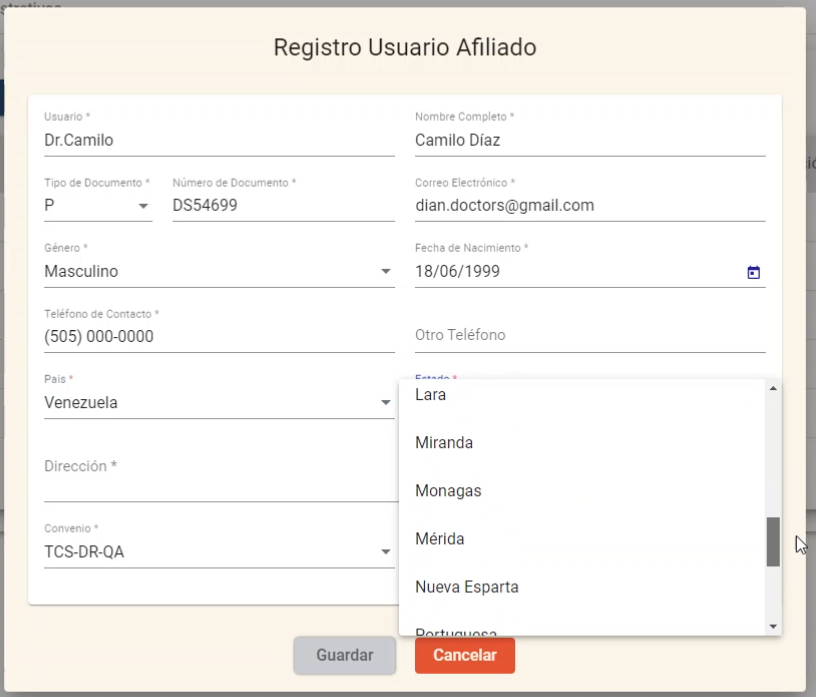 Registro Usuario Afiliado
Usuario *
Nombre Completo *
Dr.Camilo
Camilo Díaz
Tipo de Documento *
Número de Documento *
Correo Electrónico *
P
DS54699
dian.doctors@gmail.com
Género *
Fecha de Nacimiento *
Masculino
18/06/1999
Teléfono de Contacto *
(505) 000-0000
Otro Teléfono
Pais *
Estado *
Venezuela
Lara
Miranda
Dirección *
Monagas
Convenio *
Mérida
TCS-DR-QA
Nueva Esparta
Portuguesa
Guardar
Cancelar